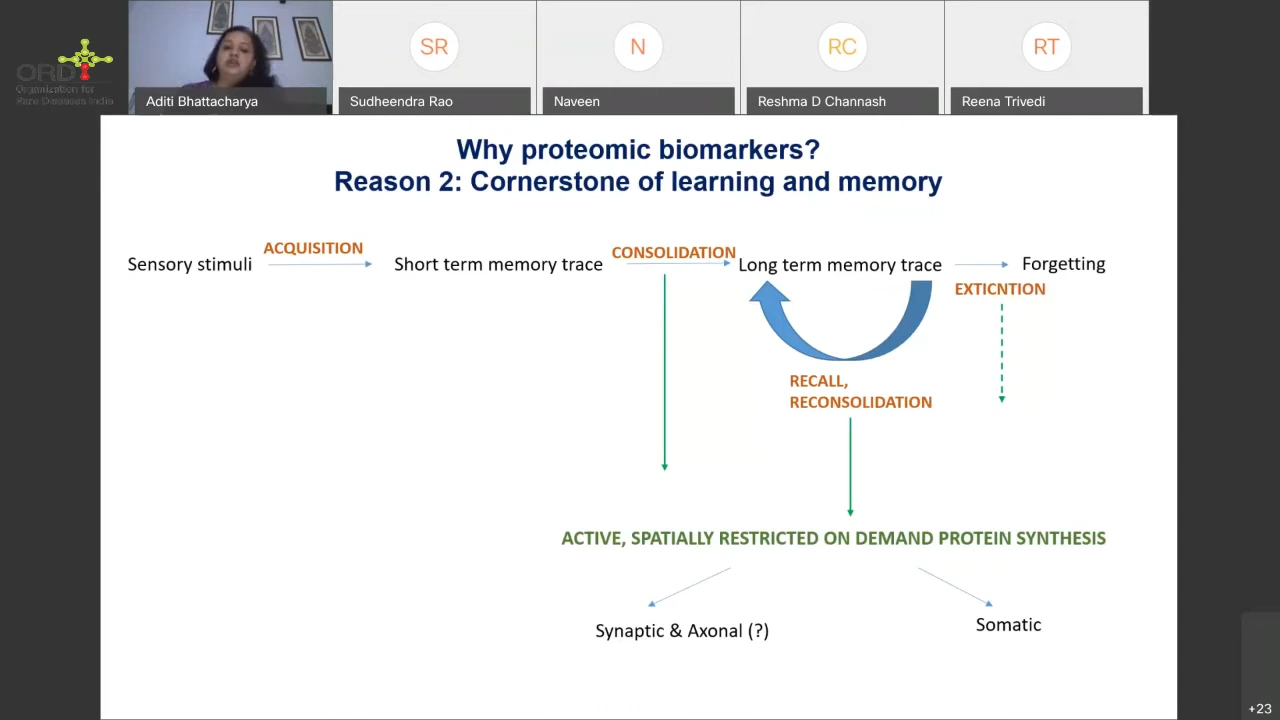 ORDI
Organization for
Rare Diseases India
SR
N
RC
RT
Aditi Bhattacharya
Sudheendra Rao
Naveen
Reshma D Channash
Reena Trivedi
Why proteomic biomarkers?
Reason 2: Cornerstone of learning and memory
Sensory stimuli
ACQUISITION
Short term memory trace
CONSOLIDATION
Long term memory trace
Forgetting
EXTICNTION
RECALL,
RECONSOLIDATION
ACTIVE, SPATIALLY RESTRICTED ON DEMAND PROTEIN SYNTHESIS
Synaptic & Axonal (?)
Somatic
+23